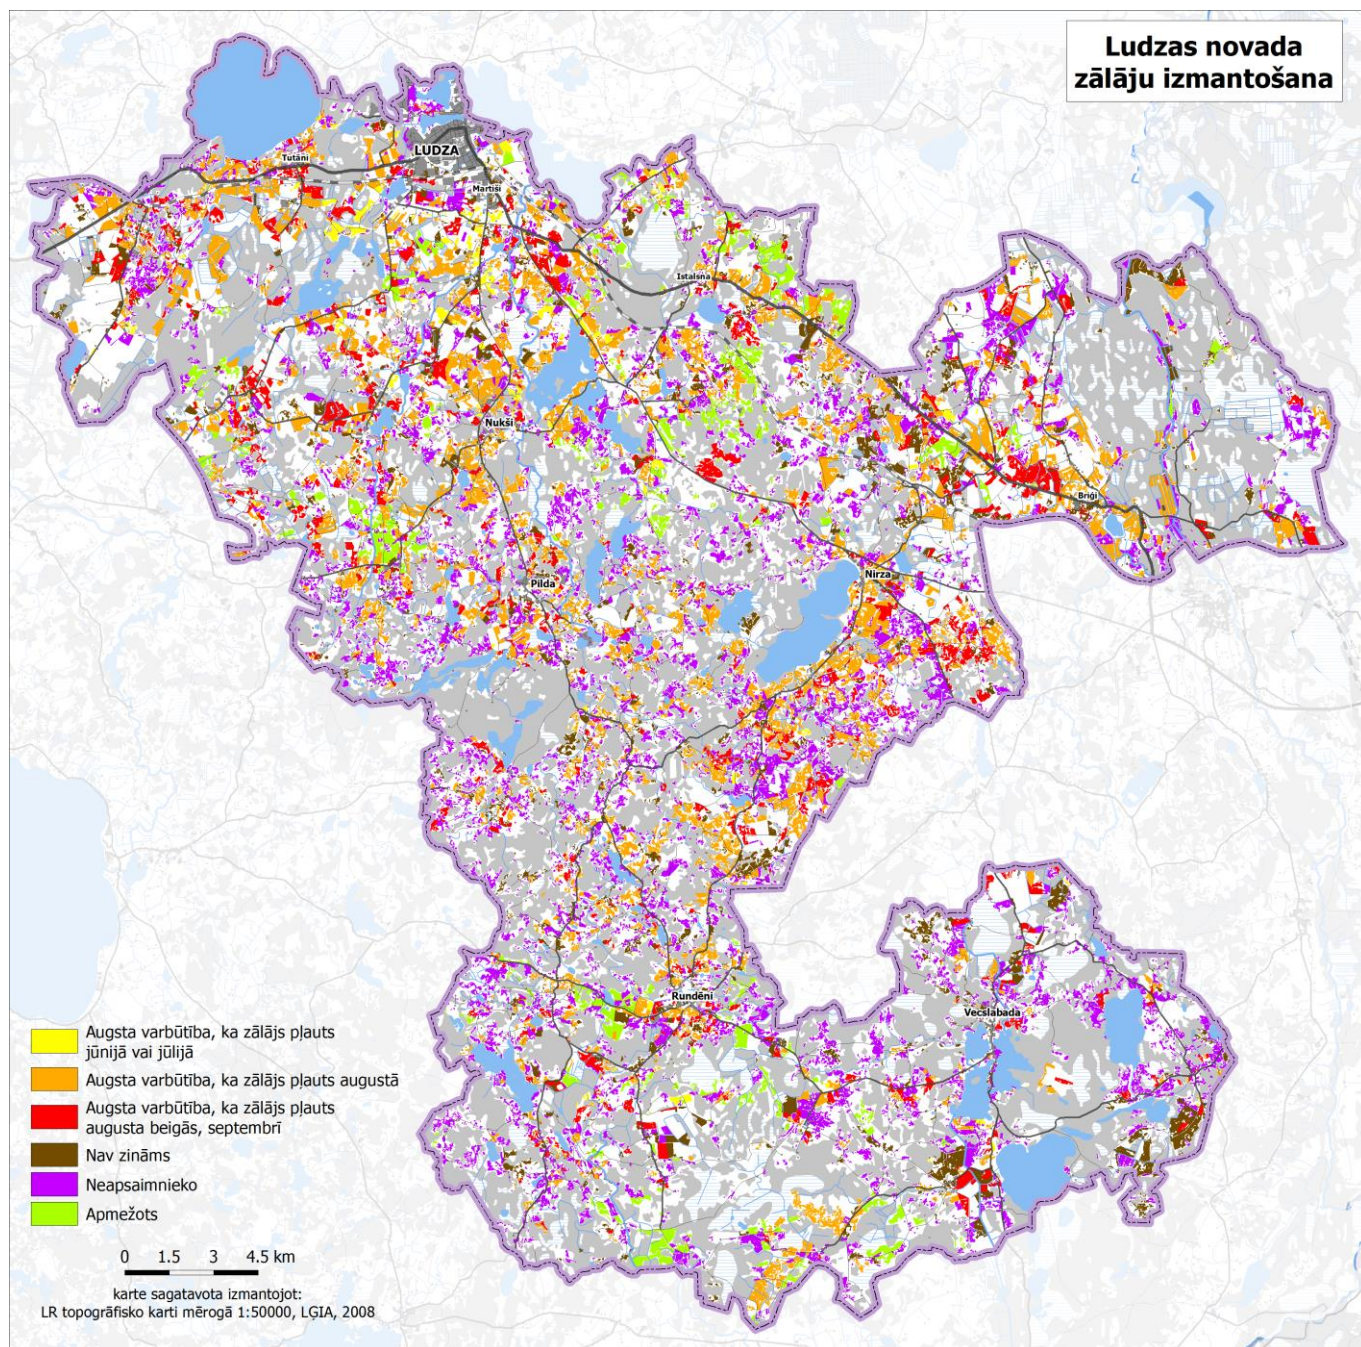 Ludzas novada
zālāju izmantošana
LUDZA
Tutāni
Martiši
Istalsna
Nukši
Briģi
Nirza
Pilda
Rundēni
Vecslabada
Augsta varbūtība, ka zālājs pļauts
jūnijā vai jūlijā
Augsta varbūtība, ka zālājs pļauts augustā
Augsta varbūtība, ka zālājs pļauts
augusta beigās, septembrī
Nav zināms
Neapsaimnieko
Apmežots
0 1.5 3 4.5 km
karte sagatavota izmantojot:
LR topogrāfisko karti mērogā 1:50000, LĢIA, 2008